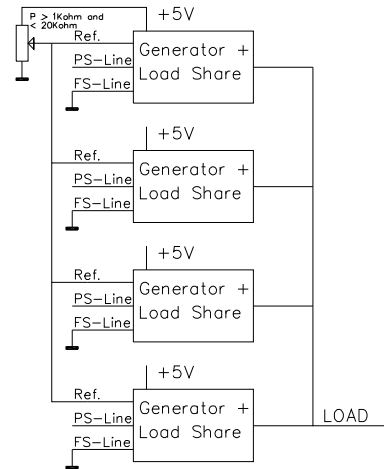 P > 1Kohm and
< 20Kohm
+5V
Ref.
PS-Line
FS-Line
Generator +
Load Share
+5V
Ref.
PS-Line
FS-Line
Generator +
Load Share
+5V
Ref.
PS-Line
FS-Line
Generator +
Load Share
+5V
Ref.
PS-Line
FS-Line
Generator +
Load Share
LOAD